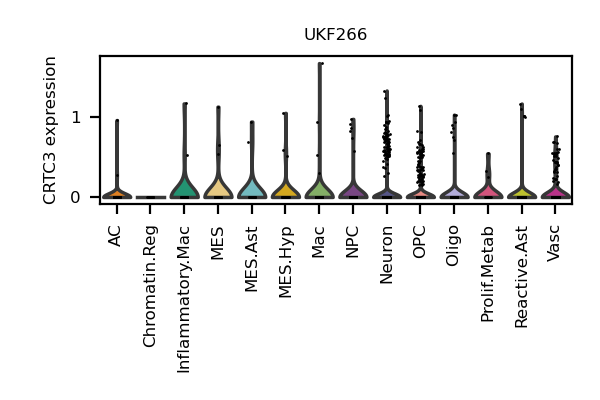 UKF266
CRTC3 expression
1
0
AC
Chromatin.Reg
Inflammatory.Mac
MES
MES.Ast
MES.Hyp
Mac
NPC
Neuron
OPC
Oligo
Prolif.Metab
Reactive.Ast
Vasc